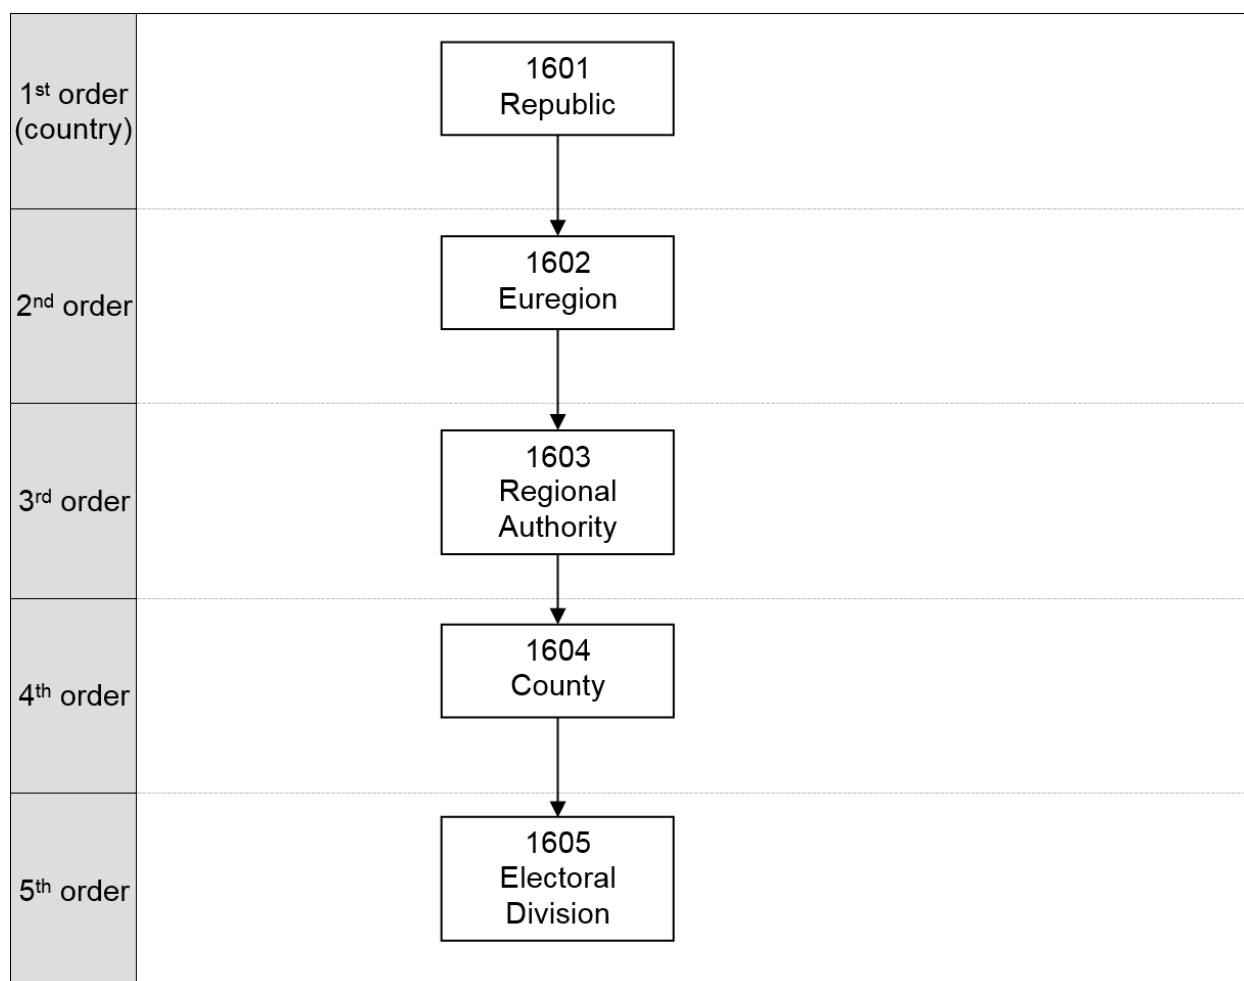 1st order
(country)
1601
Republic
2nd order
1602
Euregion
3rd order
1603
Regional
Authority
4th order
1604
County
5th order
1605
Electoral
Division